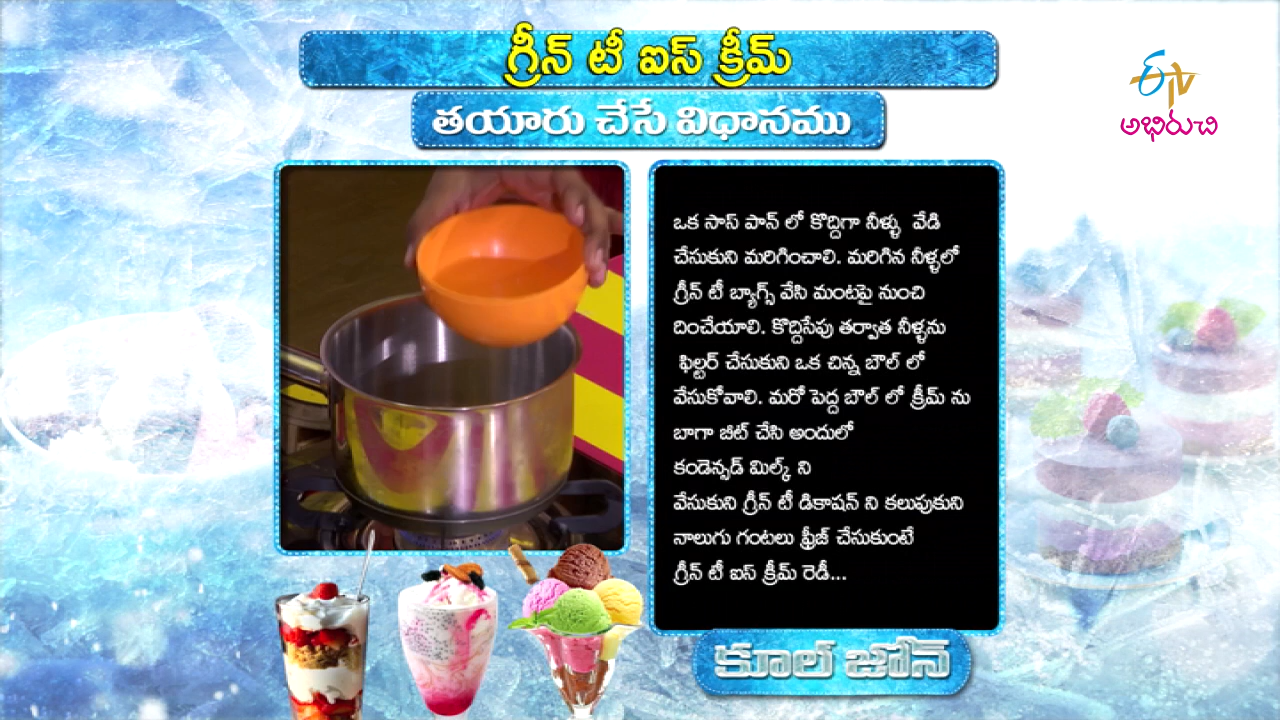 గ్రీన్ టీ ఐస్ క్రీమ్
తయారు చేసే విధానము
ETV
అభిరుచి
ఒక సాస్ పాన్ లో కొద్దిగా నీళ్ళు వేడి
చేసుకుని మరిగించాలి. మరిగిన నీళ్ళలో
గ్రీన్ టీ బ్యాగ్స్ వేసి మంటపై నుంచి
దించేయాలి. కొద్దిసేపు తర్వాత నీళ్ళను
ఫిల్టర్ చేసుకుని ఒక చిన్న బౌల్ లో
వేసుకోవాలి. మరో పెద్ద బౌల్ లో క్రీమ్ ను
బాగా బీట్ చేసి అందులో
కండెన్సడ్ మిల్క్ ని
వేసుకుని గ్రీన్ టీ డికాషన్ ని కలుపుకుని
నాలుగు గంటలు ఫ్రీజ్ చేసుకుంటే
గ్రీన్ టీ ఐస్ క్రీమ్ రెడీ...
కూల్ జోన్